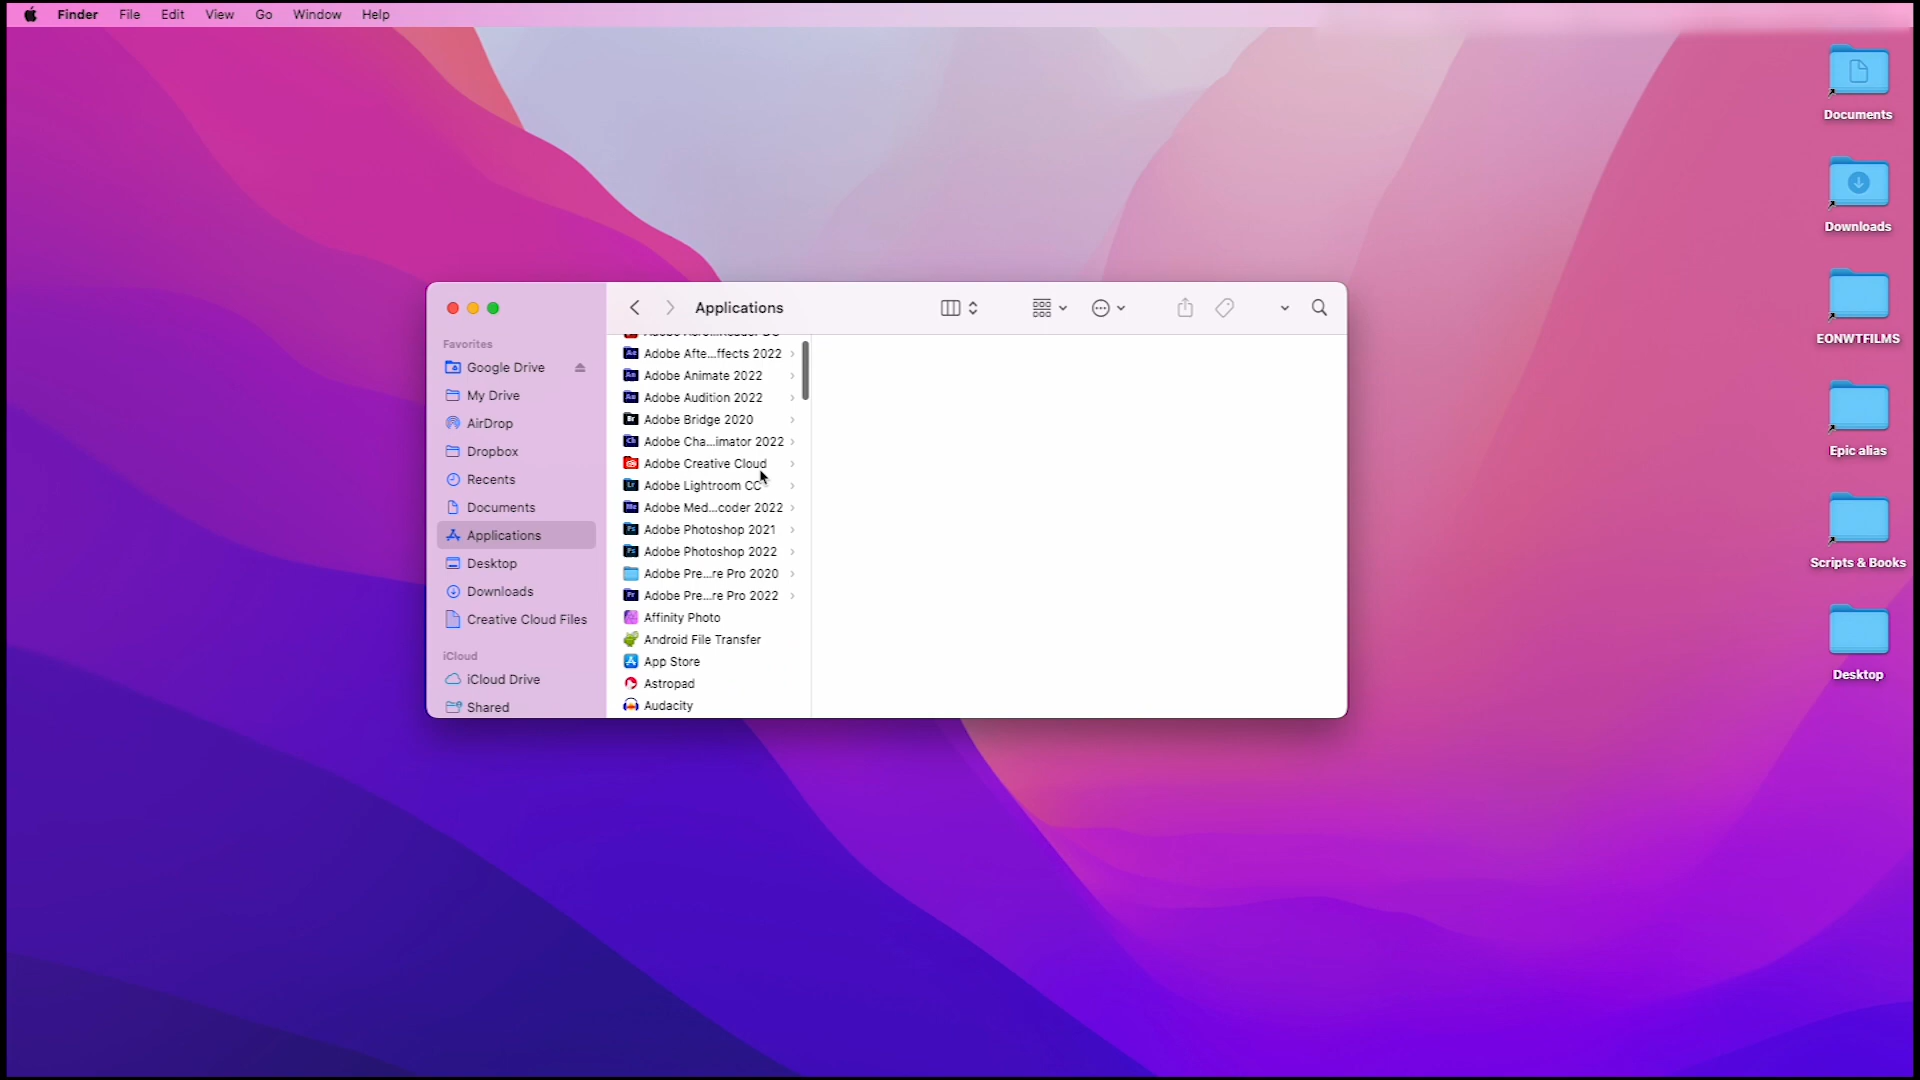 Finder File Edit View Go Window Help
Applications
Favorites
Google Drive
My Drive
AirDrop
Dropbox
Recents
Documents
Applications
Desktop
Downloads
Creative Cloud Files
iCloud
iCloud Drive
Shared
Adobe Afte...ffects 2022
Adobe Animate 2022
Adobe Audition 2022
Adobe Bridge 2020
Adobe Cha...imator 2022
Adobe Creative Cloud
Adobe Lightroom CC
Adobe Med...coder 2022
Adobe Photoshop 2021
Adobe Photoshop 2022
Adobe Pre...re Pro 2020
Adobe Pre...re Pro 2022
Affinity Photo
Android File Transfer
App Store
Astropad
Audacity
Documents
Downloads
EONWTFILMS
Epic alias
Scripts & Books
Desktop